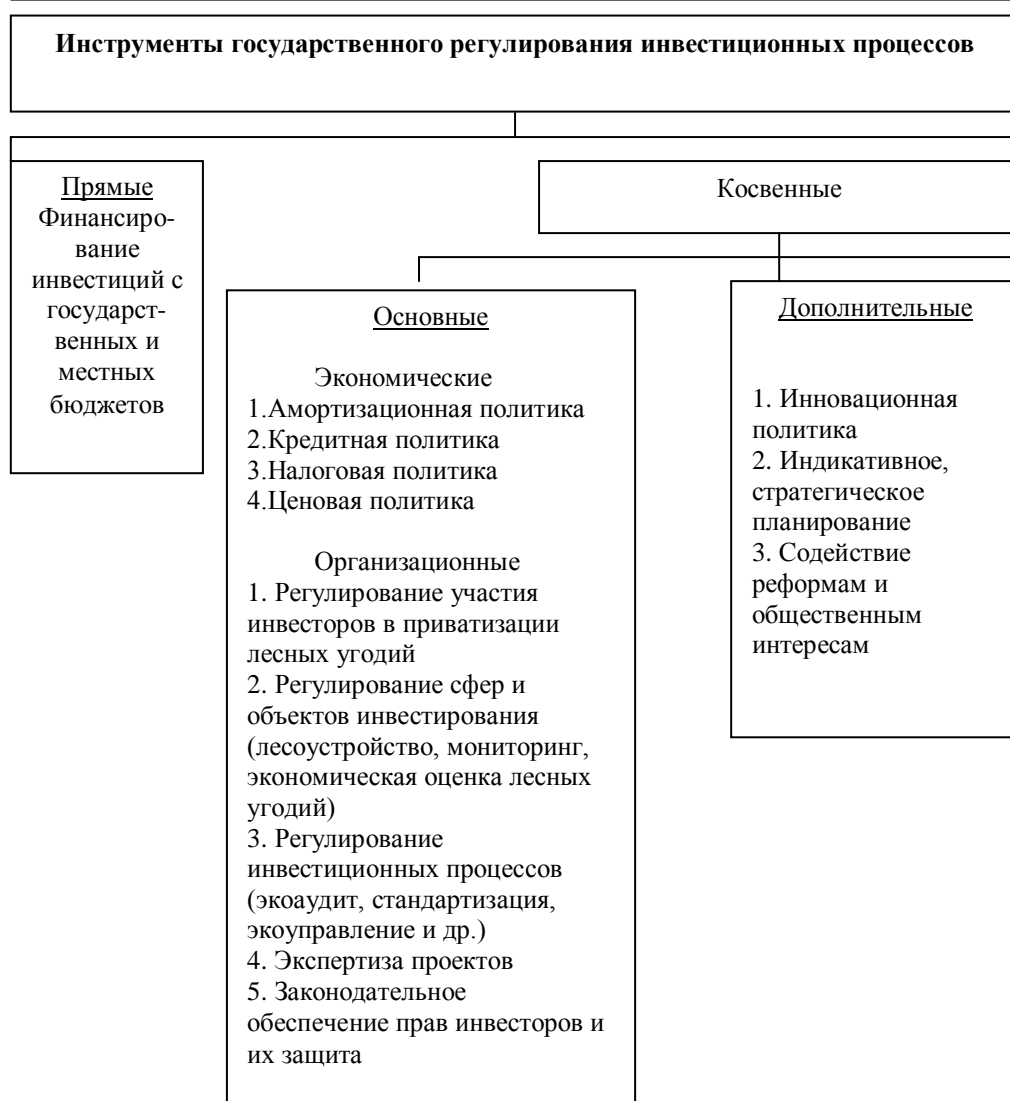 Инструменты государственного регулирования инвестиционных процессов
Прямые
Финансиро-
вание
инвестиций с
государст-
венных и
местных
бюджетов
Косвенные
Основные
Экономические
1.Амортизационная политика
2.Кредитная политика
3.Налоговая политика
4.Ценовая политика
Организационные
1. Регулирование участия
инвесторов в приватизации
лесных угодий
2. Регулирование сфер и
объектов инвестирования
(лесоустройство, мониторинг,
экономическая оценка лесных
угодий)
3. Регулирование
инвестиционных процессов
(экоаудит, стандартизация,
экоуправление и др.)
4. Экспертиза проектов
5. Законодательное
обеспечение прав инвесторов и
их защита
Дополнительные
1. Инновационная
политика
2. Индикативное,
стратегическое
планирование
3. Содействие
реформам и
общественным
интересам